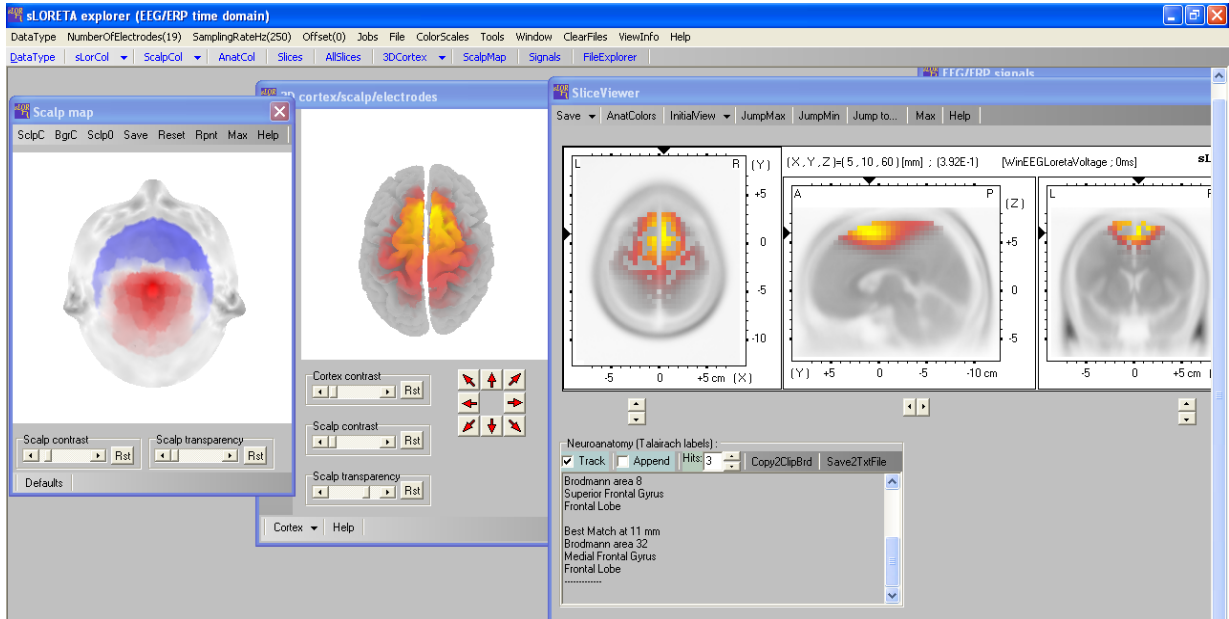 sLORETA explorer (EEG/ERP time domain)
DataType NumberOfElectrodes(19) SamplingRateHz(250) Offset(0) Jobs File ColorScales Tools Window ClearFiles ViewInfo Help
DataType sLorCol ScalpCol AnatCol Slices AllSlices 3DCortex ScalpMap Signals FileExplorer
EEG/ERP signals
cortex/scalp/electrodes
SliceViewer
Scalp map
Save AnatColors InitialView JumpMax JumpMin Jump to... Max Help
SclpC BgrC Sclp0 Save Reset Rpnt Max Help
L R (Y)
(X,Y,Z)=(5,10,60)[mm] ; (3.92E-1) [WinEEGLoretaVoltage ; 0ms] sL
A P (Z)
L
+5
0
-5
-10
+5
0
-5
-5 0 +5 cm (X)
(Y) +5 0 -5 -10 cm
-5 0 +5 cm
Cortex contrast
Rst
Scalp contrast
Rst
Scalp transparency
Rst
Cortex Help
Scalp contrast
Rst
Scalp transparency
Rst
Defaults
Neuroanatomy (Talairach labels) :
Track Append Hits: 3 Copy2ClipBrd Save2TxtFile
Brodmann area 8
Superior Frontal Gyrus
Frontal Lobe
Best Match at 11 mm
Brodmann area 32
Medial Frontal Gyrus
Frontal Lobe
-------------